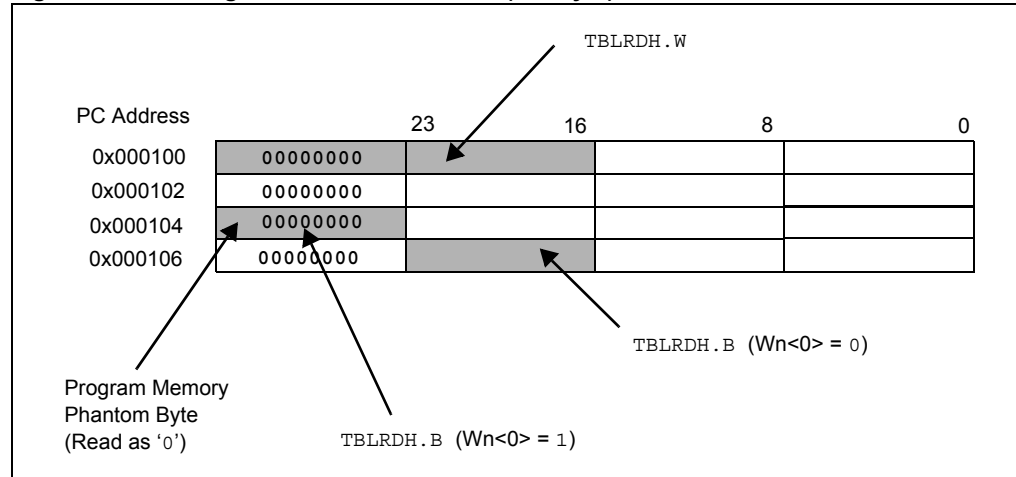 TBLRDH.W
PC Address
23 16 8 0
0x000100 00000000
0x000102 00000000
0x000104 00000000
0x000106 00000000
TBLRDH.B (Wn<0> = 0)
Program Memory
Phantom Byte
(Read as ‘0’)
TBLRDH.B (Wn<0> = 1)